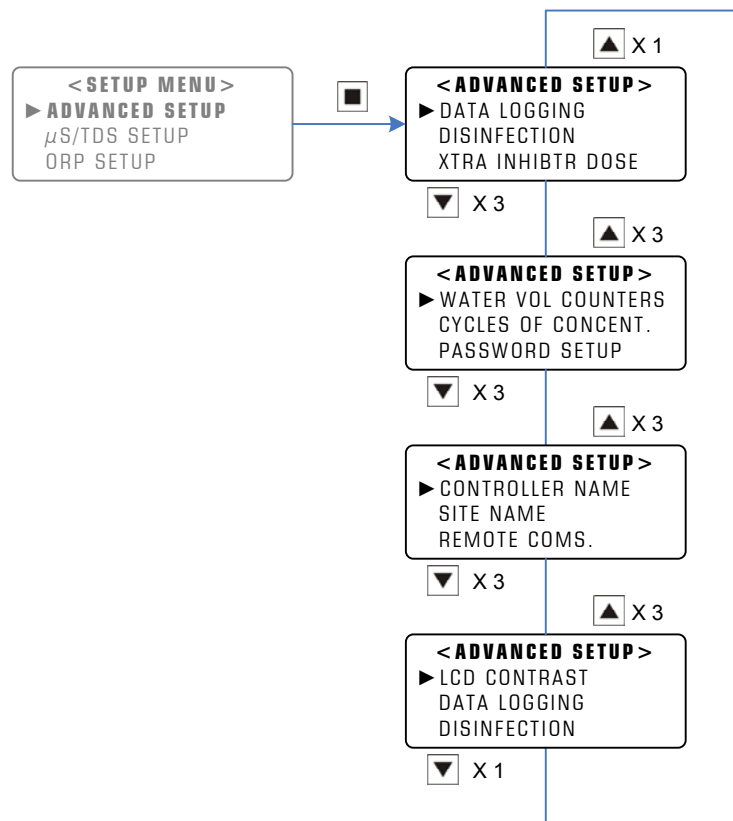 ▲ X 1
<SETUP MENU>
►ADVANCED SETUP
µS/TDS SETUP
ORP SETUP
■
<ADVANCED SETUP>
►DATA LOGGING
DISINFECTION
XTRA INHIBTR DOSE
▼ X 3
▲ X 3
<ADVANCED SETUP>
►WATER VOL COUNTERS
CYCLES OF CONCENT.
PASSWORD SETUP
▼ X 3
▲ X 3
<ADVANCED SETUP>
►CONTROLLER NAME
SITE NAME
REMOTE COMS.
▼ X 3
▲ X 3
<ADVANCED SETUP>
►LCD CONTRAST
DATA LOGGING
DISINFECTION
▼ X 1